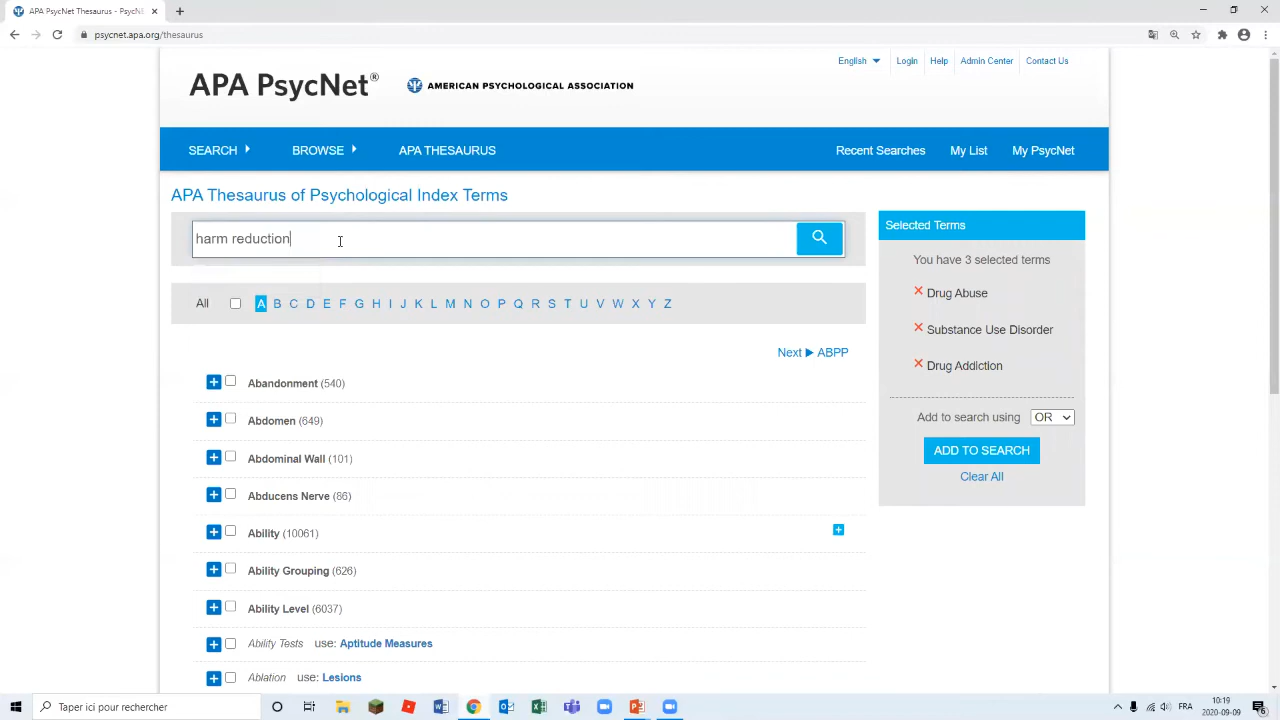 APA PsycNet Thesaurus - PsycNE
psycnet.apa.org/thesaurus
English Login Help Admin Center Contact Us
APA PsycNet® AMERICAN PSYCHOLOGICAL ASSOCIATION
SEARCH BROWSE APA THESAURUS Recent Searches My List My PsycNet
APA Thesaurus of Psychological Index Terms
harm reduction
All A B C D E F G H I J K L M N O P Q R S T U V W X Y Z
Next ▶ ABPP
Abandonment (540)
Abdomen (649)
Abdominal Wall (101)
Abducens Nerve (86)
Ability (10061)
Ability Grouping (626)
Ability Level (6037)
Ability Tests use: Aptitude Measures
Ablation use: Lesions
Selected Terms
You have 3 selected terms
Drug Abuse
Substance Use Disorder
Drug Addiction
Add to search using OR
ADD TO SEARCH
Clear All
Taper ici pour rechercher
FRA
10:19
2020-09-09